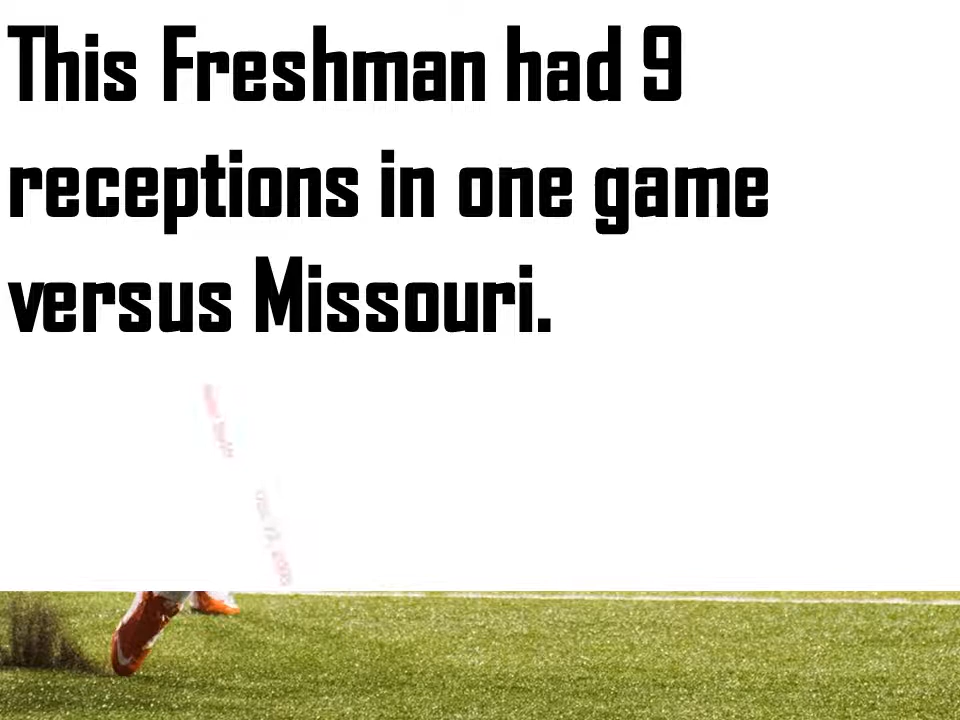 This Freshman had 9
receptions in one game
versus Missouri.